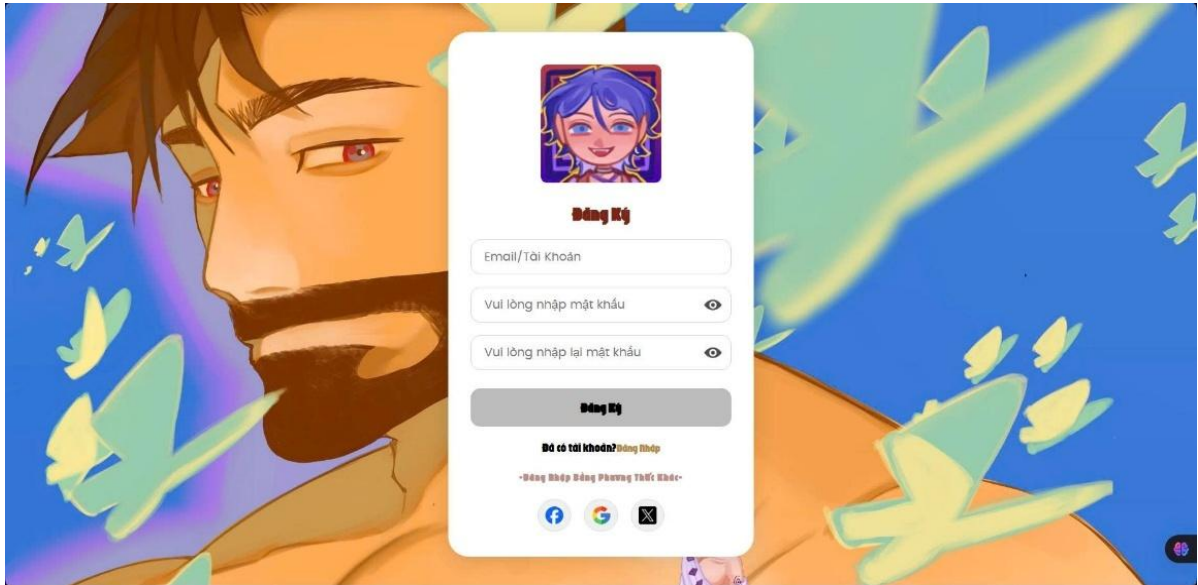 Đăng Ký
Email/Tài Khoản
Vui lòng nhập mật khẩu
Vui lòng nhập lại mật khẩu
Đăng Ký
Đã có tài khoản?Đăng Nhập
-Đăng Nhập Bằng Phương Thức Khác-